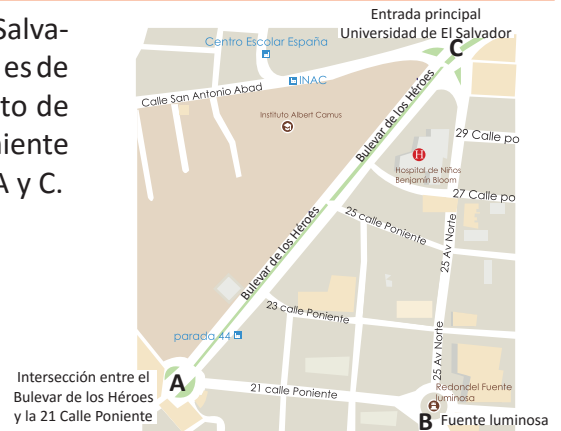 Salva-
es de
to de
niente
A y C.
Entrada principal
Universidad de El Salvador
C
Centro Escolar España
INAC
Calle San Antonio Abad
Instituto Albert Camus
Bulevar de los Héroes
29 Calle po
H
Hospital de Niños
Benjamin Bloom
27 Calle po
25 calle Poniente
25 Av Norte
Bulevar de los Héroes
23 calle Poniente
parada 44
Intersección entre el
Bulevar de los Héroes
y la 21 Calle Poniente
A
21 calle Poniente
25 Av Norte
Redondel Fuente
luminosa
B Fuente luminosa